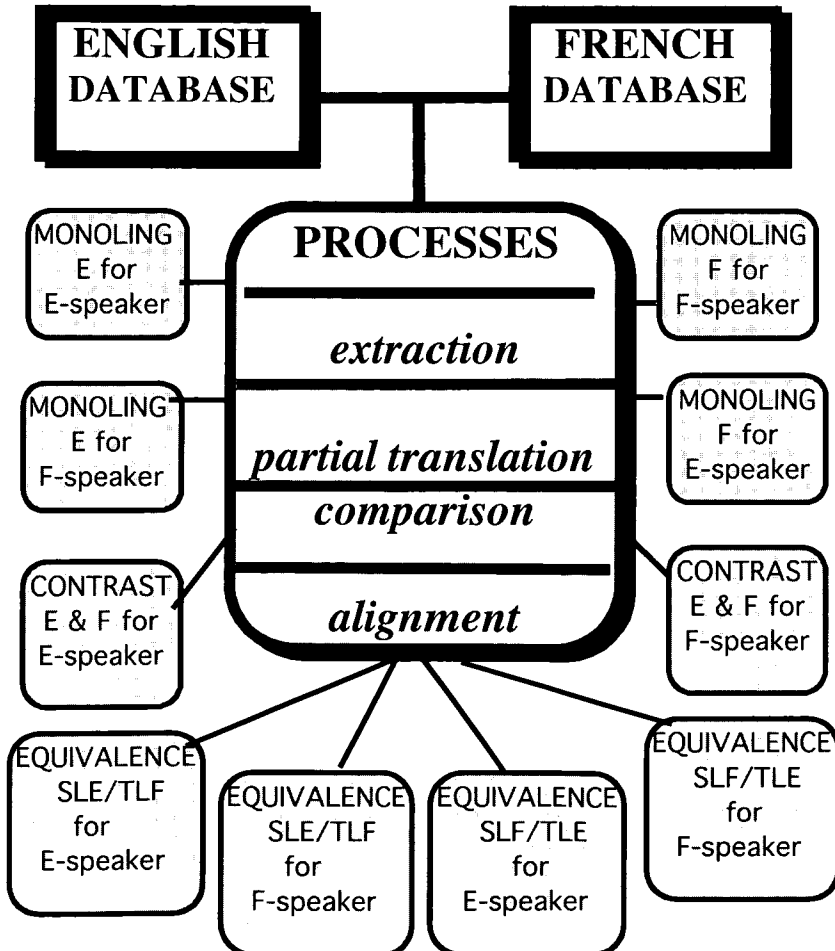 ENGLISH
DATABASE
FRENCH
DATABASE
PROCESSES
extraction
partial translation
comparison
alignment
MONOLING
E for
E-speaker
MONOLING
F for
F-speaker
MONOLING
E for
F-speaker
MONOLING
F for
E-speaker
CONTRAST
E & F for
E-speaker
CONTRAST
E & F for
F-speaker
EQUIVALENCE
SLE/TLF
for
E-speaker
EQUIVALENCE
SLE/TLF
for
F-speaker
EQUIVALENCE
SLF/TLE
for
E-speaker
EQUIVALENCE
SLF/TLE
for
F-speaker